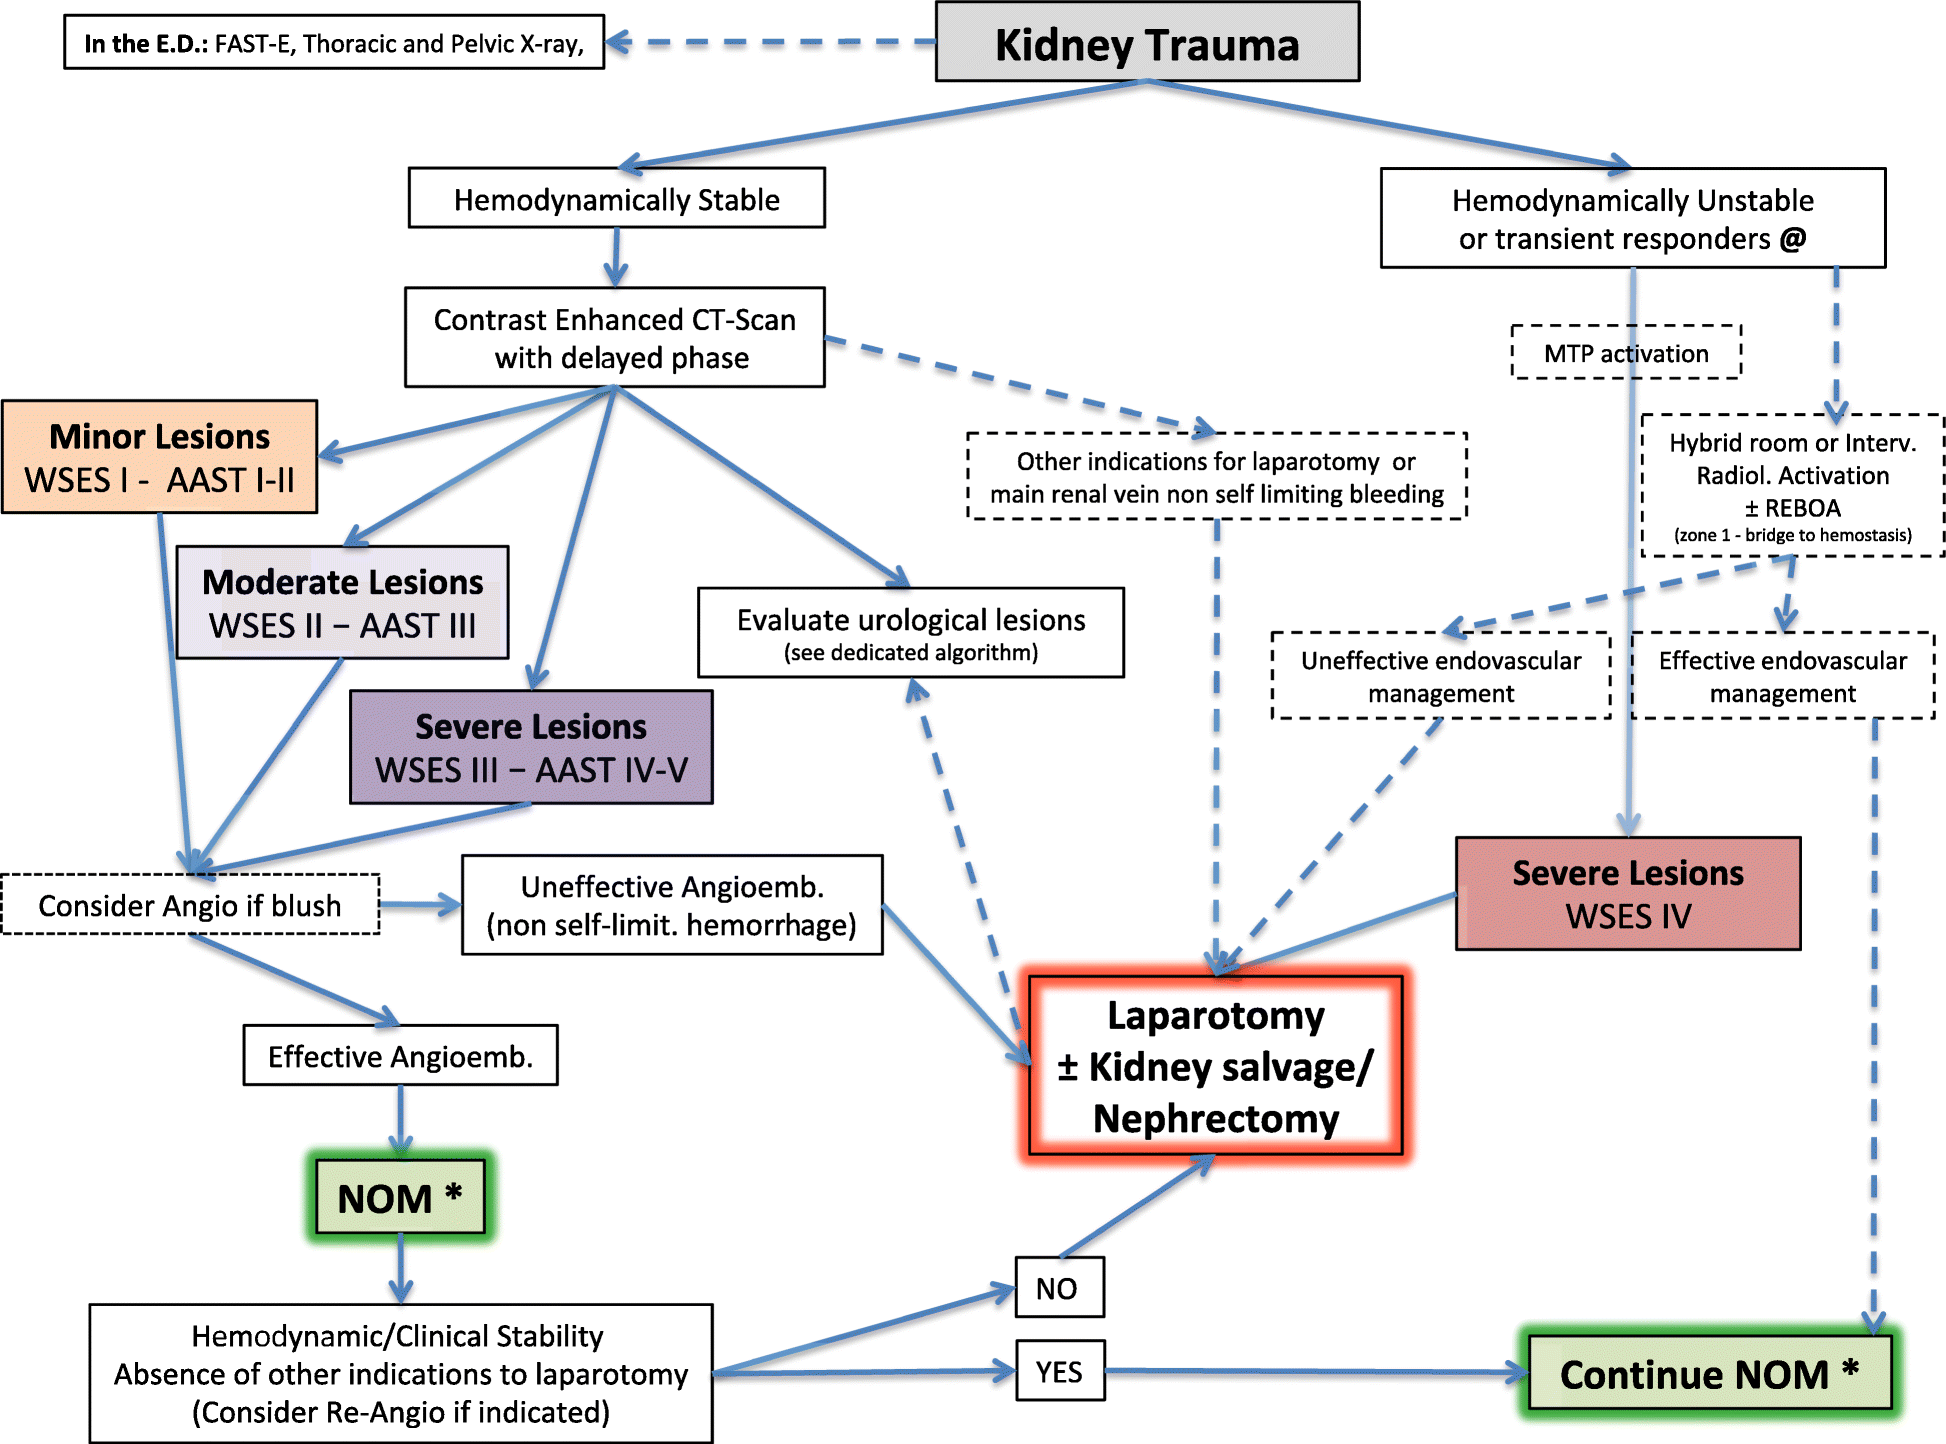 In the E.D.: FAST-E, Thoracic and Pelvic X-ray,
Kidney Trauma
Hemodynamically Stable
Hemodynamically Unstable
or transient responders @
Contrast Enhanced CT-Scan
with delayed phase
MTP activation
Minor Lesions
WSES I - AAST I-II
Other indications for laparotomy or
main renal vein non self limiting bleeding
Hybrid room or Interv.
Radiol. Activation
± REBOA
(zone 1 - bridge to hemostasis)
Moderate Lesions
WSES II – AAST III
Evaluate urological lesions
(see dedicated algorithm)
Uneffective endovascular
management
Effective endovascular
management
Severe Lesions
WSES III – AAST IV-V
Consider Angio if blush
Uneffective Angioemb.
(non self-limit. hemorrhage)
Severe Lesions
WSES IV
Laparotomy
± Kidney salvage/
Nephrectomy
Effective Angioemb.
NOM *
NO
Hemodynamic/Clinical Stability
Absence of other indications to laparotomy
(Consider Re-Angio if indicated)
YES
Continue NOM *